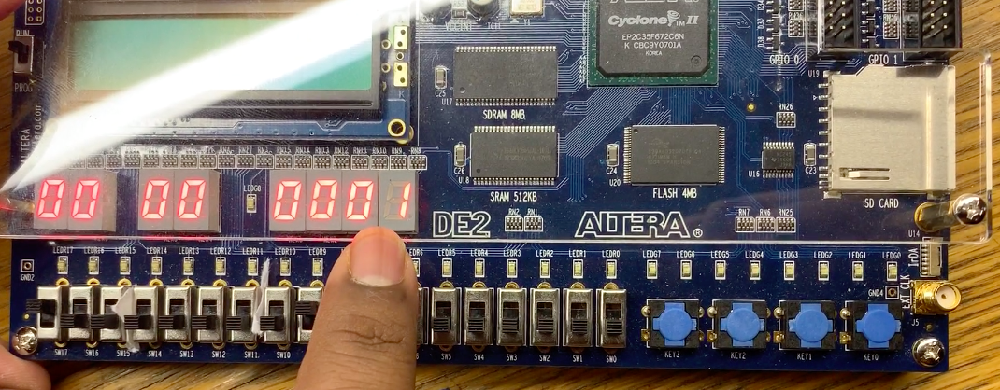 Cyclone II
EP2C35F672C6N
K CBC9Y0701A
KOREA
RUN
PROG
C25
U17
SDRAM 8MB
GPIO 0
GPIO 1
U19
RN26
C26
U18
SRAM 512KB
C24
U20
FLASH 4MB
U16
C23
SD CARD
LEDG8
00 00 0001
DE2
RN2 RN1
ALTERA®
RN7 RN6 RN25
U14
IrDA
LEDR17 LEDR16 LEDR15 LEDR14 LEDR13 LEDR12 LEDR11 LEDR10 LEDR9 LEDR5 LEDR4 LEDR3 LEDR2 LEDR1 LEDR0 LEDG7 LEDG6 LEDG5 LEDG4 LEDG3 LEDG2 LEDG1 LEDG0
GND2
GND4
EXT CLK
J5
SW17 SW16 SW15 SW14 SW13 SW12 SW11 SW10 SW5 SW4 SW3 SW2 SW1 SW0 KEY3 KEY2 KEY1 KEY0